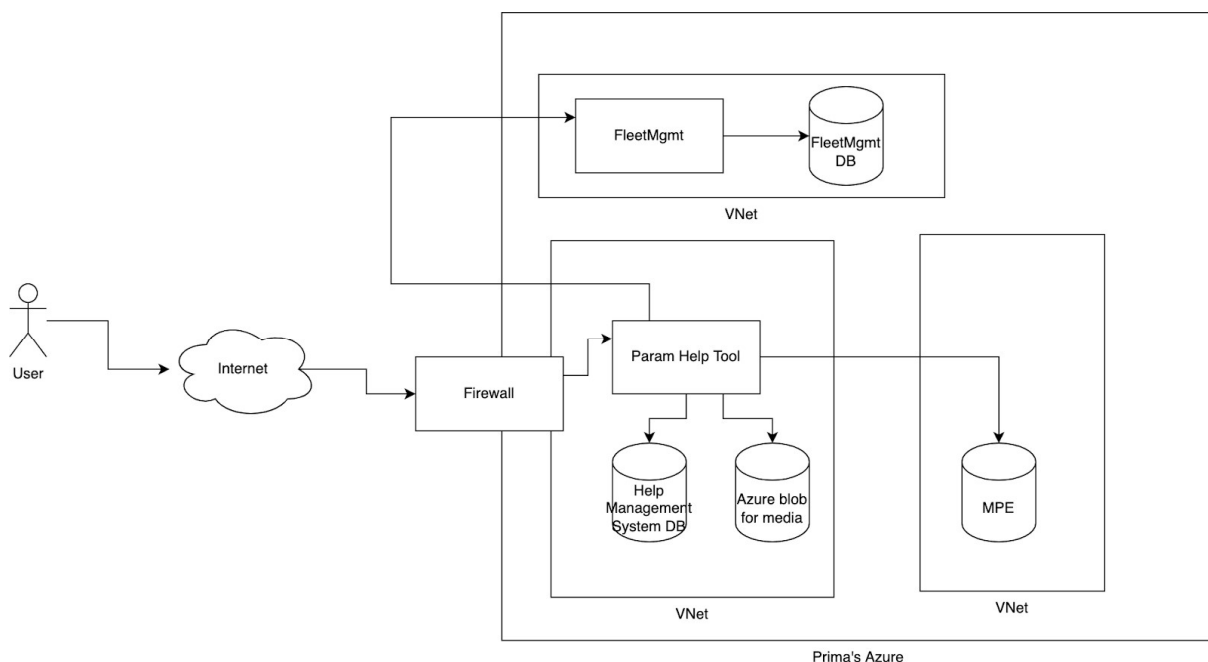 FleetMgmt
FleetMgmt
DB
VNet
User
Internet
Firewall
Param Help Tool
Help
Management
System DB
Azure blob
for media
MPE
VNet
VNet
Prima's Azure